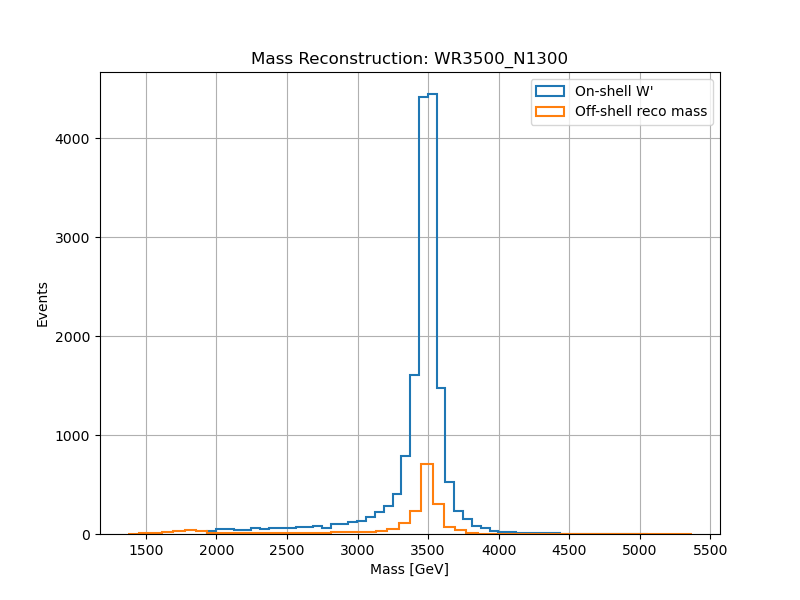 Mass Reconstruction: WR3500_N1300
On-shell W'
Off-shell reco mass
4000
3000
2000
1000
0
Events
1500 2000 2500 3000 3500 4000 4500 5000 5500
Mass [GeV]